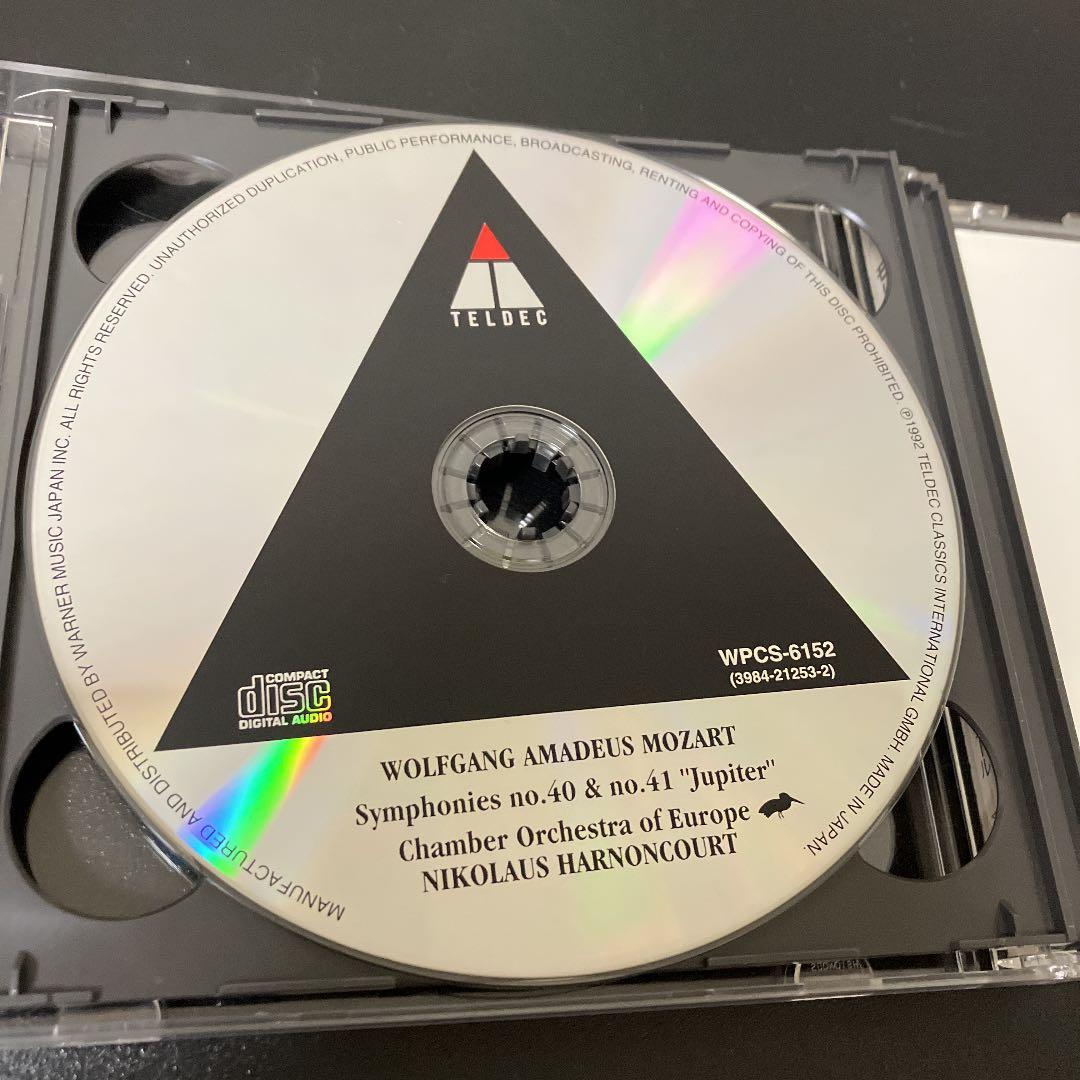 MANUFACTURED AND DISTRIBUTED BY WARNER MUSIC JAPAN INC. ALL RIGHTS RESERVED. UNAUTHORIZED DUPLICATION, PUBLIC PERFORMANCE, BROADCASTING, RENTING AND COPYING OF THIS DISC PROHIBITED. ℗1992 TELDEC CLASSICS INTERNATIONAL GMBH. MADE IN JAPAN.
TELDEC
WPCS-6152
(3984-21253-2)
COMPACT
disc
DIGITAL AUDIO
WOLFGANG AMADEUS MOZART
Symphonies no.40 & no.41 "Jupiter"
Chamber Orchestra of Europe
NIKOLAUS HARNONCOURT